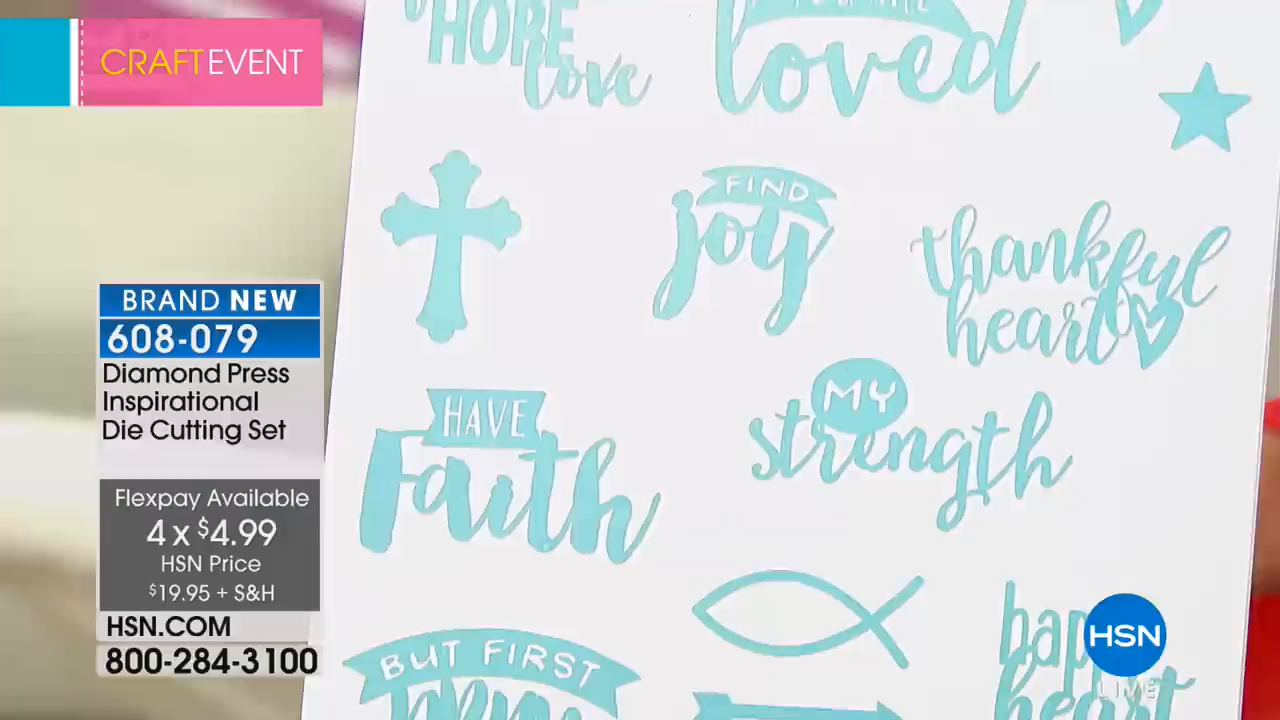 CRAFT EVENT
HOPE
love
loved
FIND
joy
thankful
heart
HAVE
Faith
MY
strength
BUT FIRST
heart
BRAND NEW
608-079
Diamond Press
Inspirational
Die Cutting Set
Flexpay Available
4 x $4.99
HSN Price
$19.95 + S&H
HSN.COM
800-284-3100
HSN
LIVE